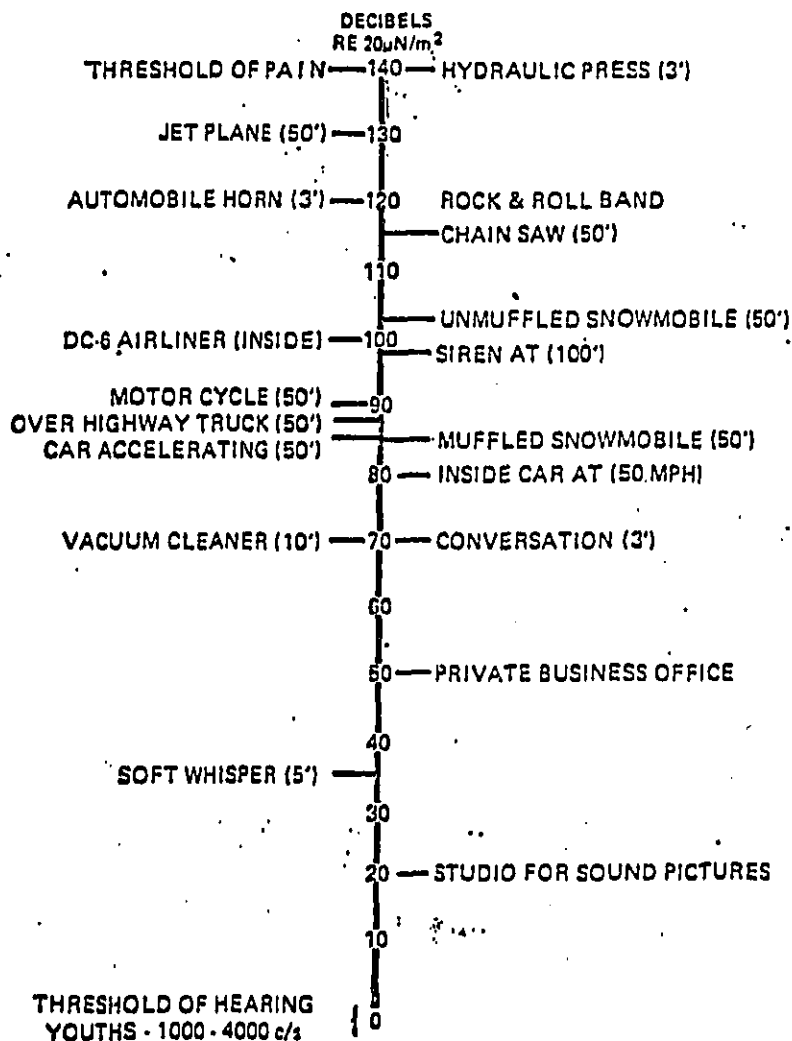 DECIBELS
RE 20µN/m²
THRESHOLD OF PAIN 140 HYDRAULIC PRESS (3')
JET PLANE (50') 130
AUTOMOBILE HORN (3') 120 ROCK & ROLL BAND
CHAIN SAW (50')
110
UNMUFFLED SNOWMOBILE (50')
DC-6 AIRLINER (INSIDE) 100
SIREN AT (100')
MOTOR CYCLE (50') 90
OVER HIGHWAY TRUCK (50')
CAR ACCELERATING (50') MUFFLED SNOWMOBILE (50')
80 INSIDE CAR AT (50 MPH)
VACUUM CLEANER (10') 70 CONVERSATION (3')
60
50 PRIVATE BUSINESS OFFICE
40
SOFT WHISPER (5')
30
20 STUDIO FOR SOUND PICTURES
10
THRESHOLD OF HEARING
YOUTHS - 1000 - 4000 c/s { 0